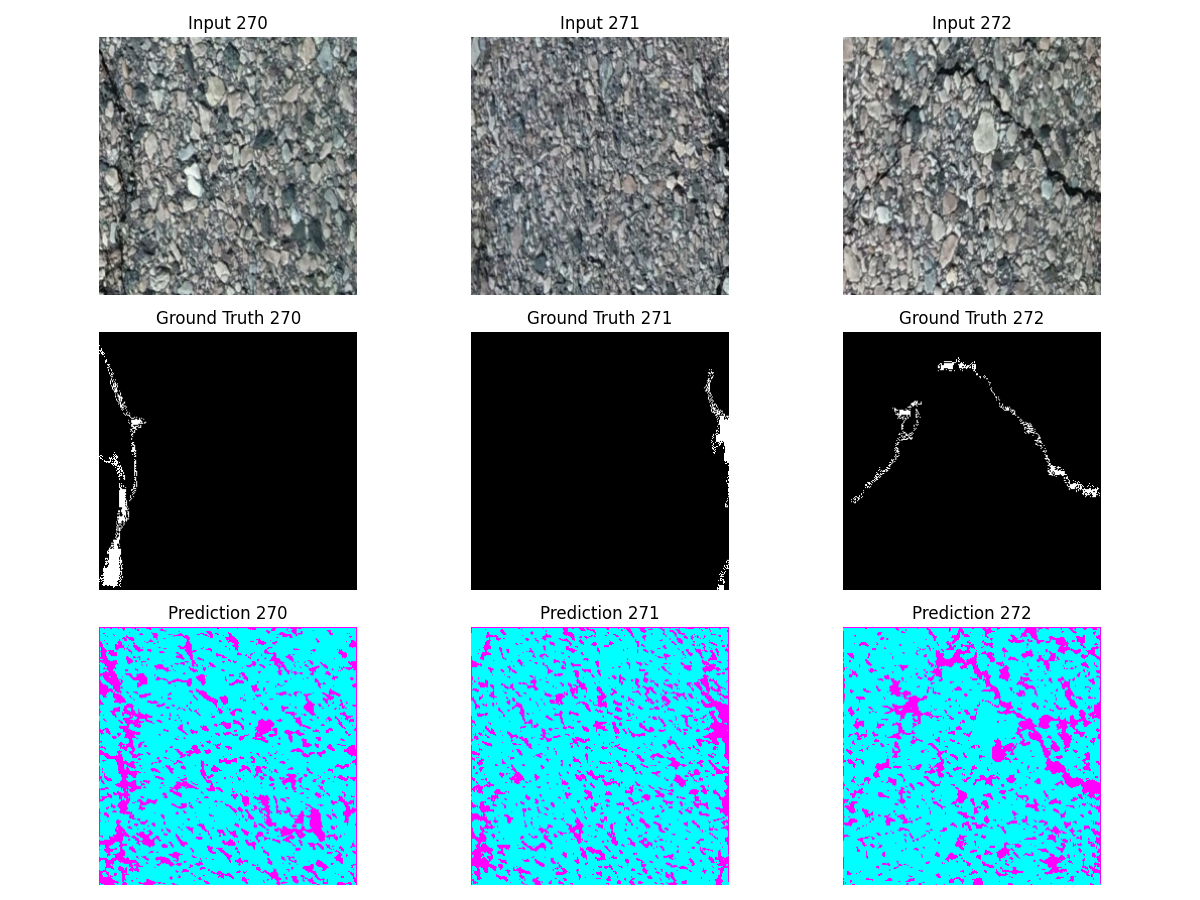 Input 270
Input 271
Input 272
Ground Truth 270
Ground Truth 271
Ground Truth 272
Prediction 270
Prediction 271
Prediction 272